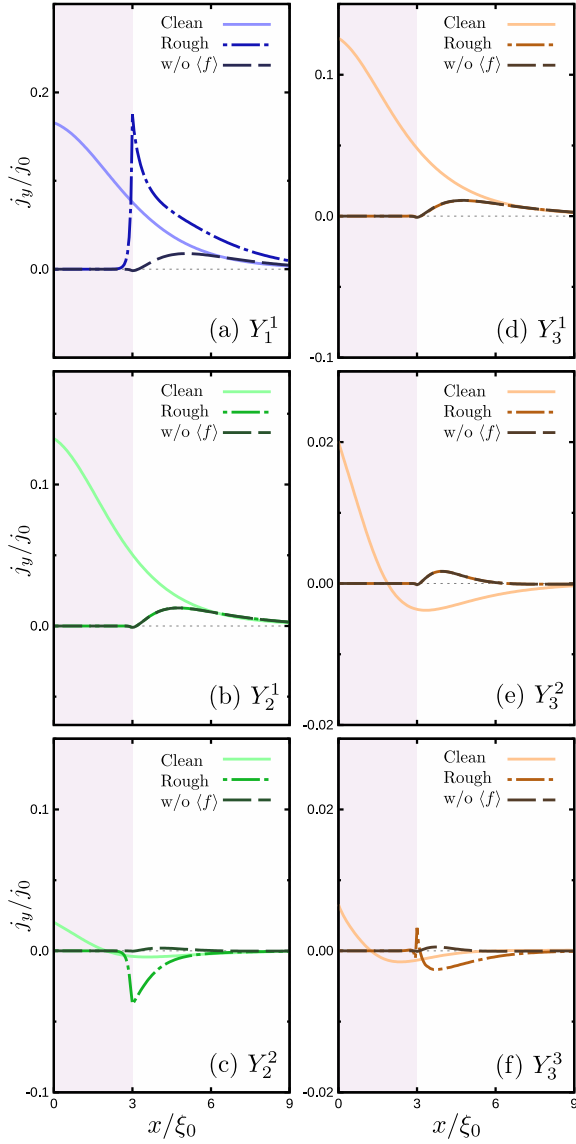 Clean
Rough
w/o ⟨f⟩
0.2
0.0
j_y/j_0
(a) Y_1^1
Clean
Rough
w/o ⟨f⟩
0.1
0.0
-0.1
(d) Y_3^1
Clean
Rough
w/o ⟨f⟩
0.1
0.0
j_y/j_0
(b) Y_2^1
Clean
Rough
w/o ⟨f⟩
0.02
0.00
-0.02
(e) Y_3^2
Clean
Rough
w/o ⟨f⟩
0.1
0.0
-0.1
j_y/j_0
(c) Y_2^2
0 3 6 9
x/ξ_0
Clean
Rough
w/o ⟨f⟩
0.02
0.00
-0.02
(f) Y_3^3
0 3 6 9
x/ξ_0